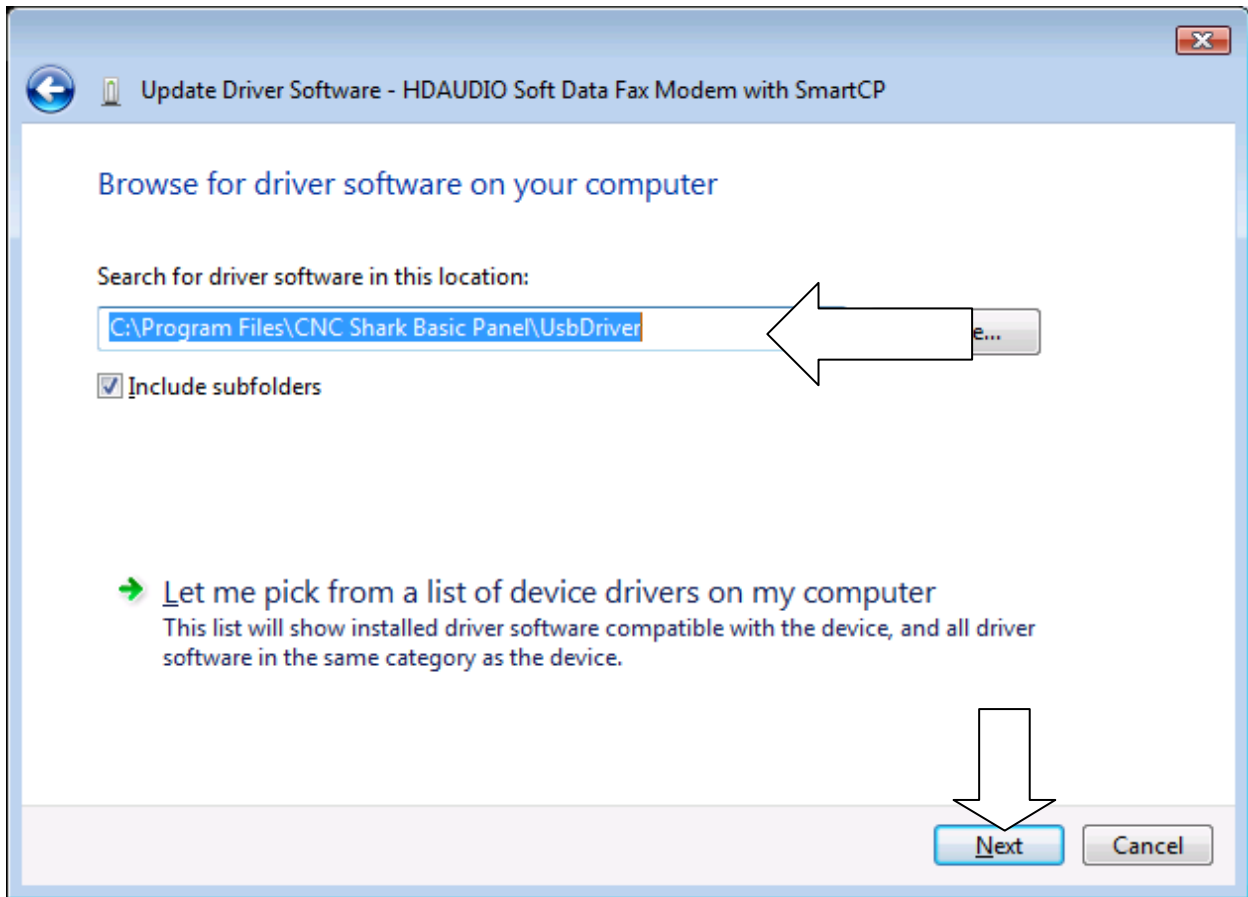 Update Driver Software - HDAUDIO Soft Data Fax Modem with SmartCP
Browse for driver software on your computer
Search for driver software in this location:
C:\Program Files\CNC Shark Basic Panel\UsbDriver
e...
Include subfolders
Let me pick from a list of device drivers on my computer
This list will show installed driver software compatible with the device, and all driver
software in the same category as the device.
Next
Cancel